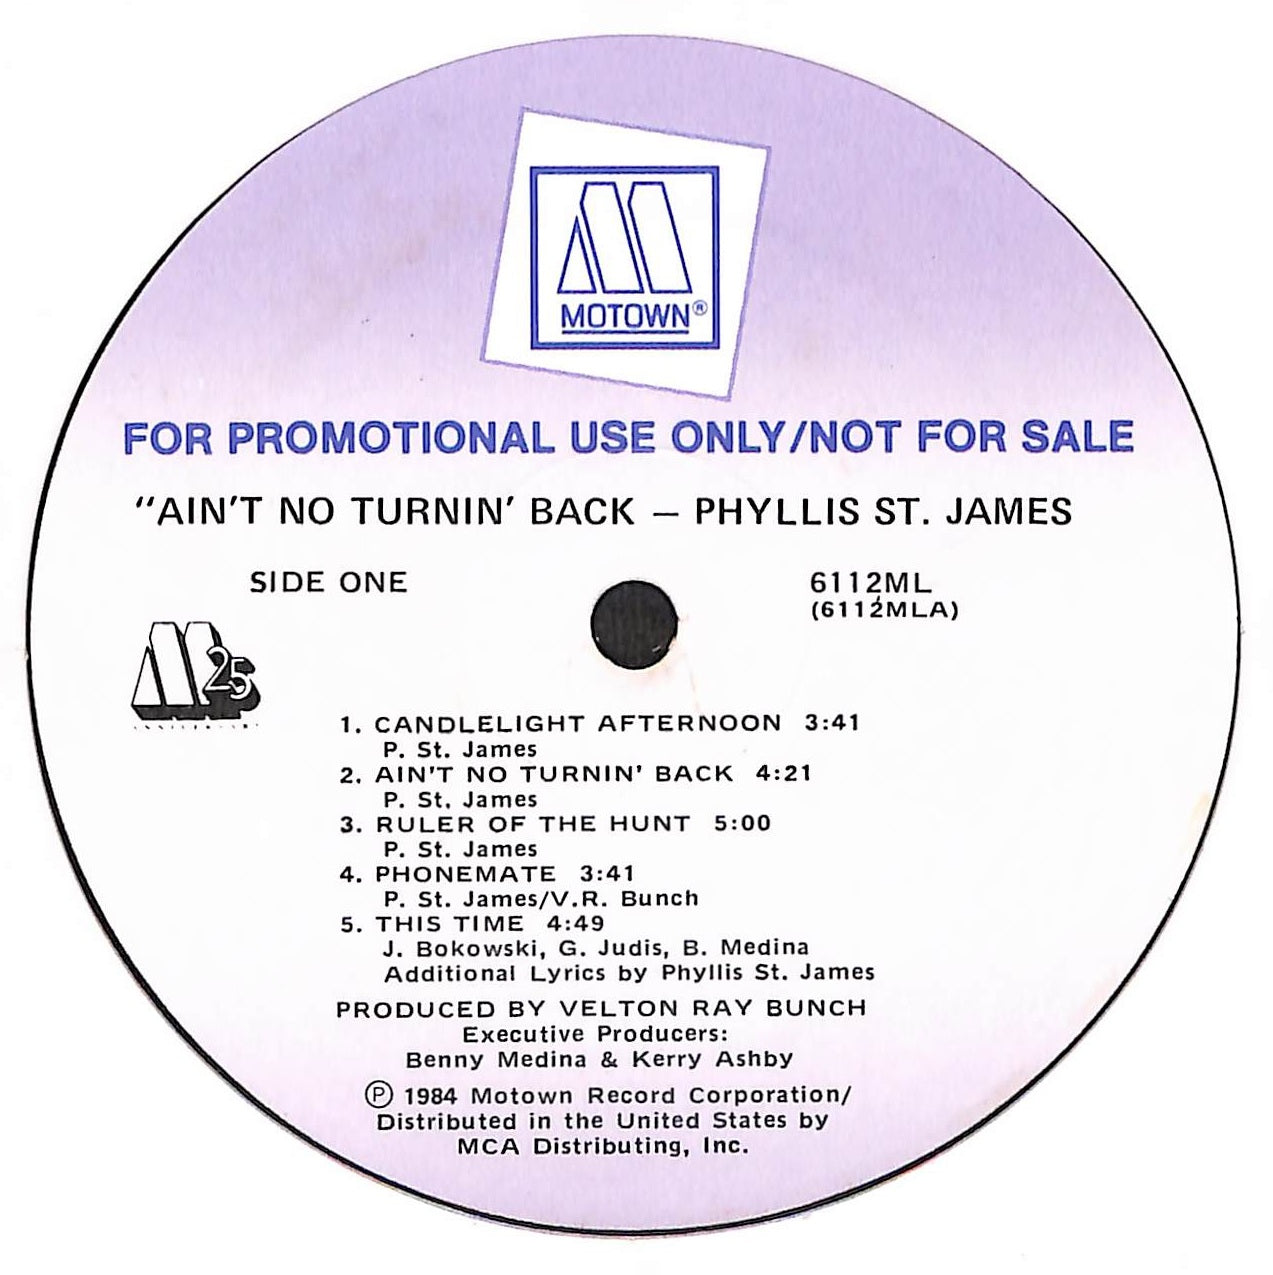 MOTOWN®
FOR PROMOTIONAL USE ONLY/NOT FOR SALE
"AIN'T NO TURNIN' BACK – PHYLLIS ST. JAMES
SIDE ONE
6112ML
(6112MLA)
M25
1. CANDLELIGHT AFTERNOON 3:41
P. St. James
2. AIN'T NO TURNIN' BACK 4:21
P. St. James
3. RULER OF THE HUNT 5:00
P. St. James
4. PHONEMATE 3:41
P. St. James/V.R. Bunch
5. THIS TIME 4:49
J. Bokowski, G. Judis, B. Medina
Additional Lyrics by Phyllis St. James
PRODUCED BY VELTON RAY BUNCH
Executive Producers:
Benny Medina & Kerry Ashby
℗ 1984 Motown Record Corporation/
Distributed in the United States by
MCA Distributing, Inc.